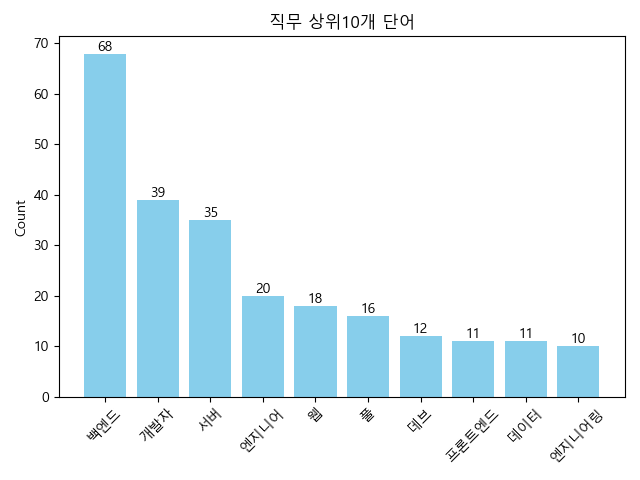 직무 상위10개 단어
Count
70
60
50
40
30
20
10
0
68
39
35
20
18
16
12
11
11
10
백엔드
개발자
서버
엔지니어
웹
풀
데브
프론트엔드
데이터
엔지니어링